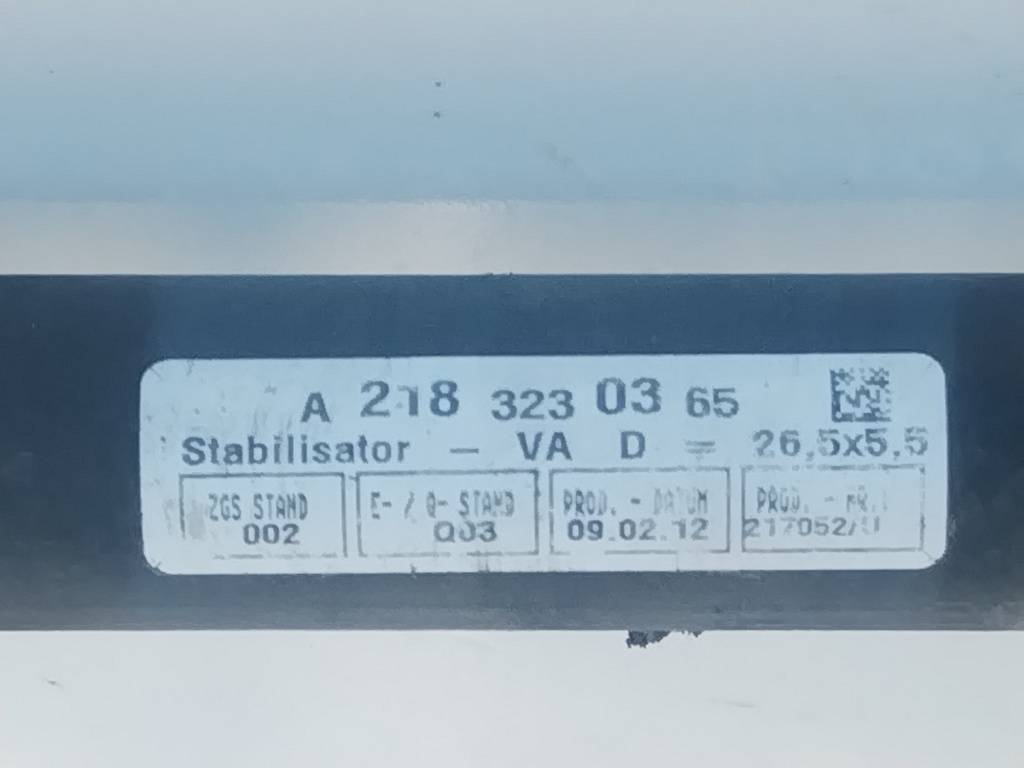 A 218 323 03 65
Stabilisator - VA D = 26,5x5,5
ZGS STAND E- / Q- STAND PROD. - DATUM PROD. - NR.
002 Q03 09.02.12